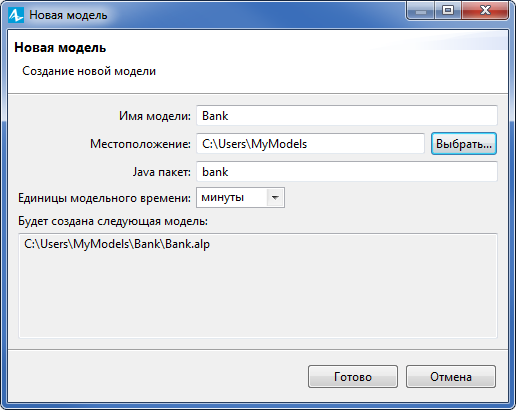 Новая модель
Новая модель
Создание новой модели
Имя модели: Bank
Местоположение: C:\Users\MyModels Выбрать...
Java пакет: bank
Единицы модельного времени: минуты
Будет создана следующая модель:
C:\Users\MyModels\Bank\Bank.alp
Готово Отмена